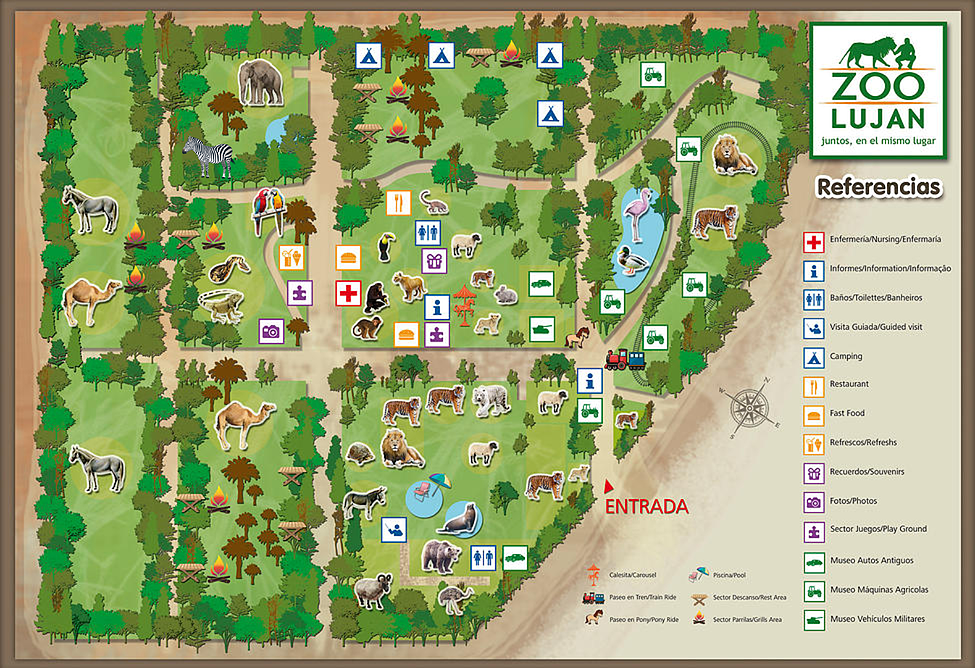 ZOO
LUJAN
juntos, en el mismo lugar
Referencias
Enfermería/Nursing/Enfermaría
Informes/Information/Informação
Baños/Toilettes/Banheiros
Visita Guiada/Guided visit
Camping
Restaurant
Fast Food
Refrescos/Refreshs
Recuerdos/Souvenirs
Fotos/Photos
Sector Juegos/Play Ground
Museo Autos Antiguos
Museo Máquinas Agricolas
Museo Vehículos Militares
N
W
E
S
ENTRADA
Calesita/Carousel
Piscina/Pool
Paseo en Tren/Train Ride
Sector Descanso/Rest Area
Paseo en Pony/Pony Ride
Sector Parrilas/Grills Area